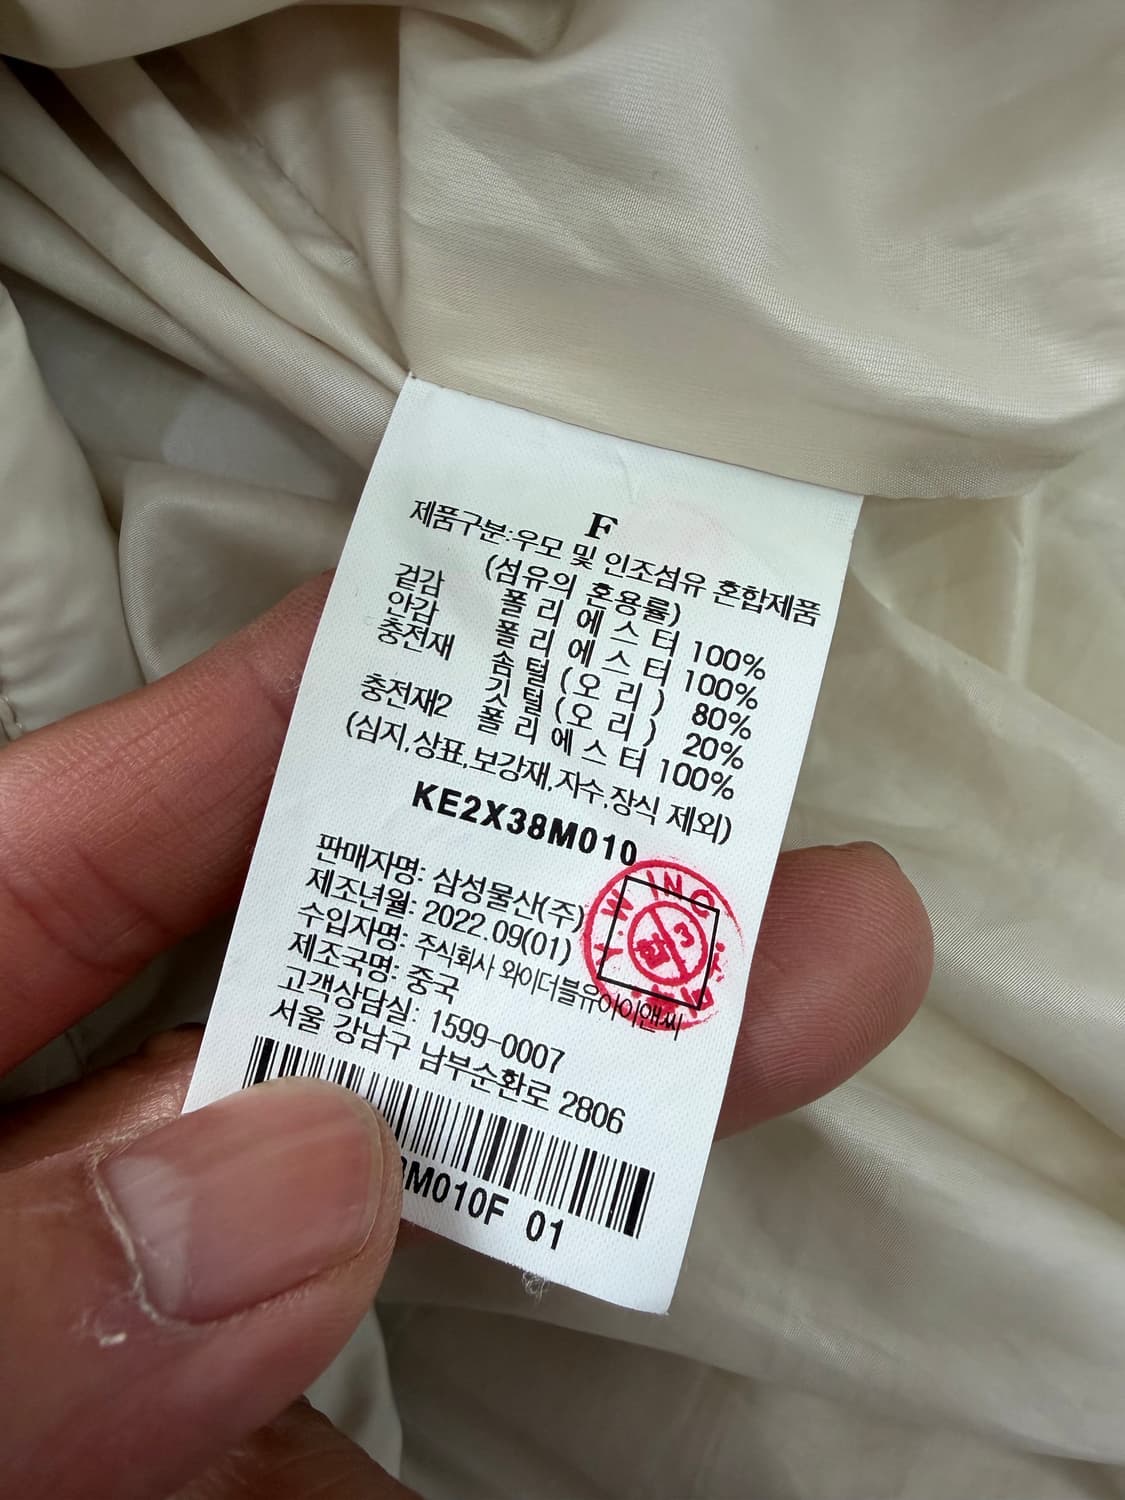 F
제품구분:우모 및 인조섬유 혼합제품
(섬유의 혼용률)
겉감 폴리에스터 100%
안감 폴리에스터 100%
충전재 솜털(오리) 80%
깃털(오리) 20%
충전재2 폴리에스터 100%
(심지,상표,보강재,자수,장식 제외)
KE2X38M010
판매자명: 삼성물산(주)
제조년월: 2022.09(01)
수입자명: 주식회사 와이더블유아이앤씨
제조국명: 중국
고객상담실: 1599-0007
서울 강남구 남부순환로 2806
M010F 01
합 3